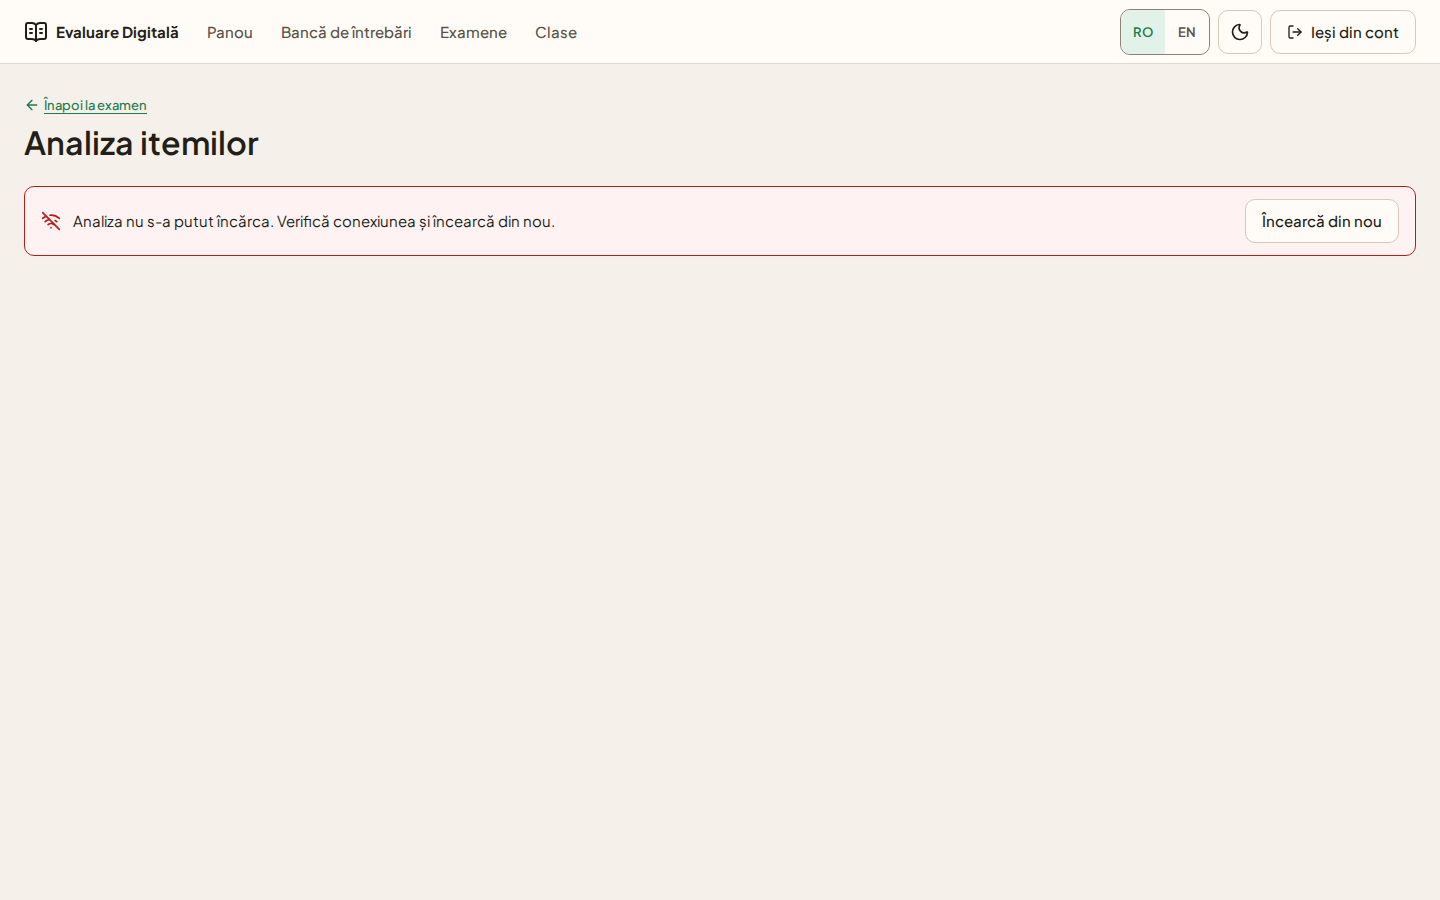 Evaluare Digitală Panou Bancă de întrebări Examene Clase RO EN Ieși din cont
Înapoi la examen
Analiza itemilor
Analiza nu s-a putut încărca. Verifică conexiunea și încearcă din nou. Încearcă din nou